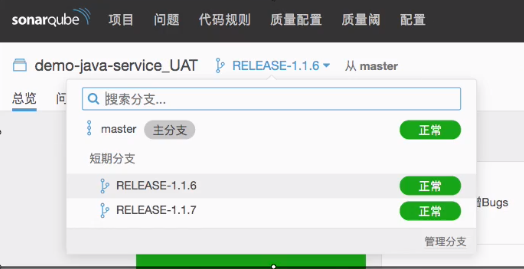 sonarqube 项目 问题 代码规则 质量配置 质量阈 配置
demo-java-service_UAT RELEASE-1.1.6 从 master
总览 问
搜索分支...
master 主分支 正常
短期分支
RELEASE-1.1.6 正常
Bugs
RELEASE-1.1.7 正常
管理分支